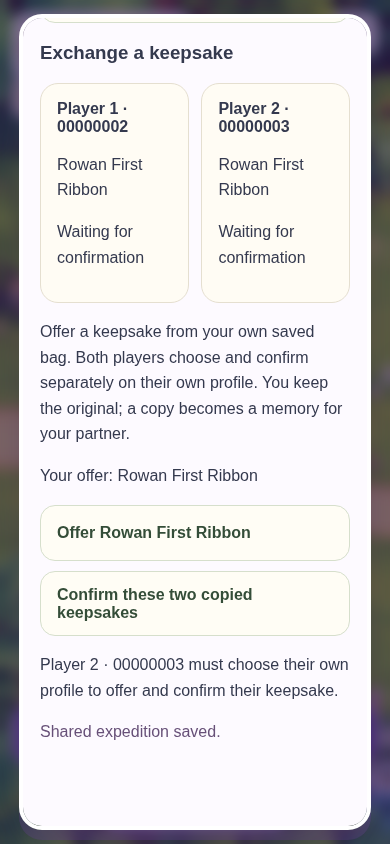 Exchange a keepsake
Player 1 ·
00000002
Rowan First
Ribbon
Waiting for
confirmation
Player 2 ·
00000003
Rowan First
Ribbon
Waiting for
confirmation
Offer a keepsake from your own saved
bag. Both players choose and confirm
separately on their own profile. You keep
the original; a copy becomes a memory for
your partner.
Your offer: Rowan First Ribbon
Offer Rowan First Ribbon
Confirm these two copied
keepsakes
Player 2 · 00000003 must choose their own
profile to offer and confirm their keepsake.
Shared expedition saved.